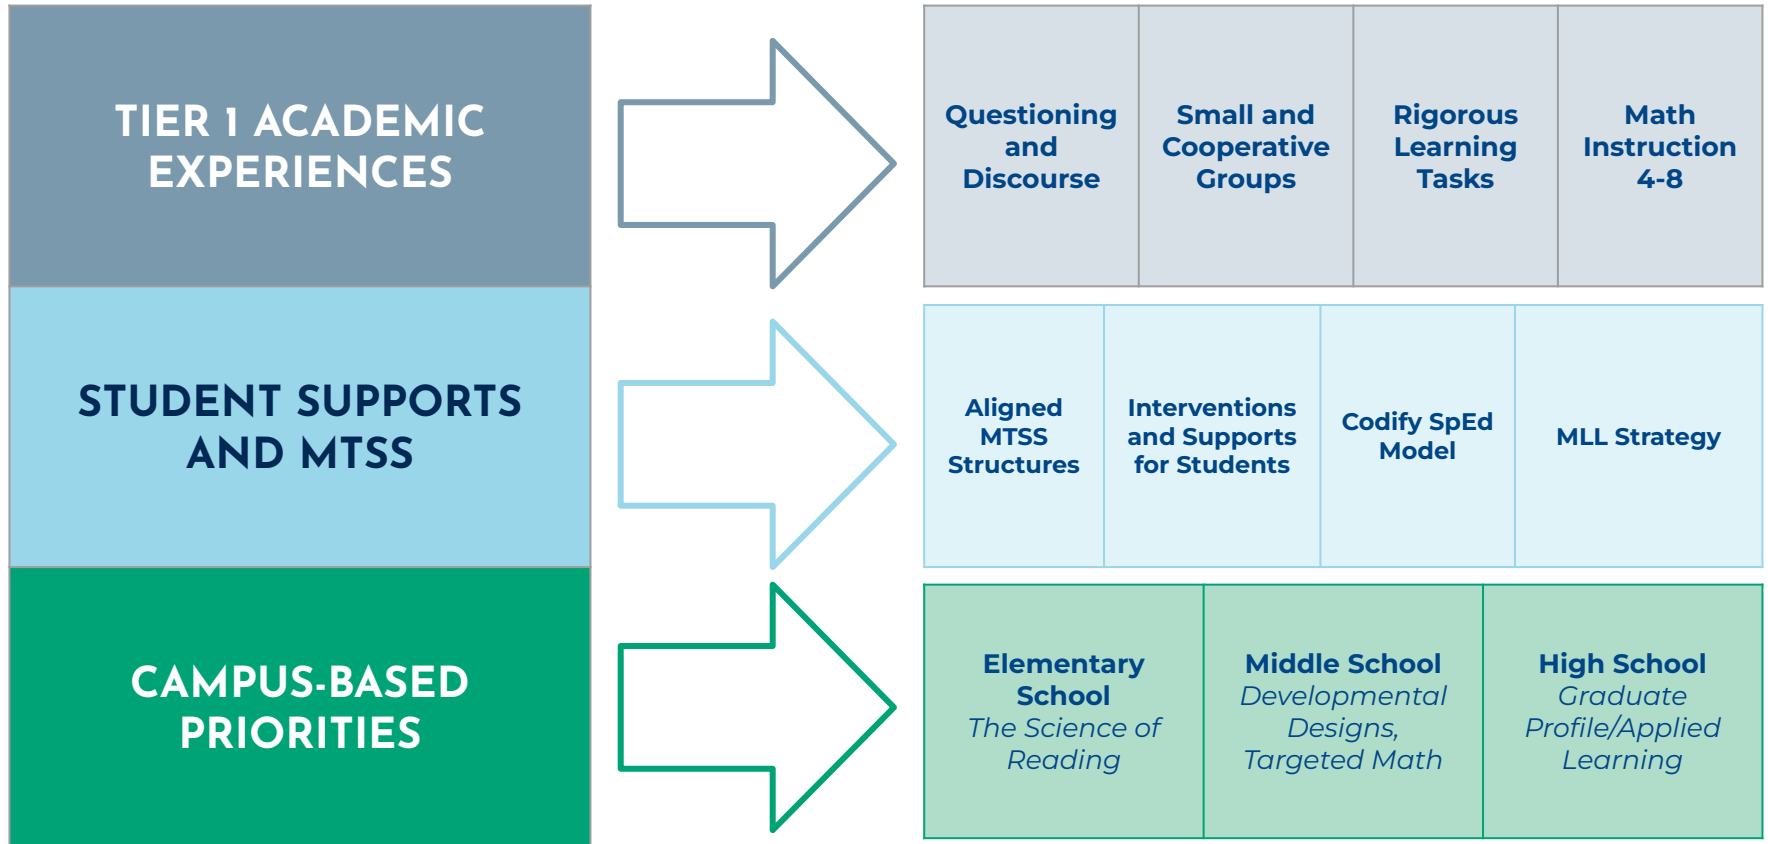 TIER 1 ACADEMIC
EXPERIENCES
Questioning
and
Discourse
Small and
Cooperative
Groups
Rigorous
Learning
Tasks
Math
Instruction
4-8
STUDENT SUPPORTS
AND MTSS
Aligned
MTSS
Structures
Interventions
and Supports
for Students
Codify SpEd
Model
MLL Strategy
CAMPUS-BASED
PRIORITIES
Elementary
School
The Science of
Reading
Middle School
Developmental
Designs,
Targeted Math
High School
Graduate
Profile/Applied
Learning